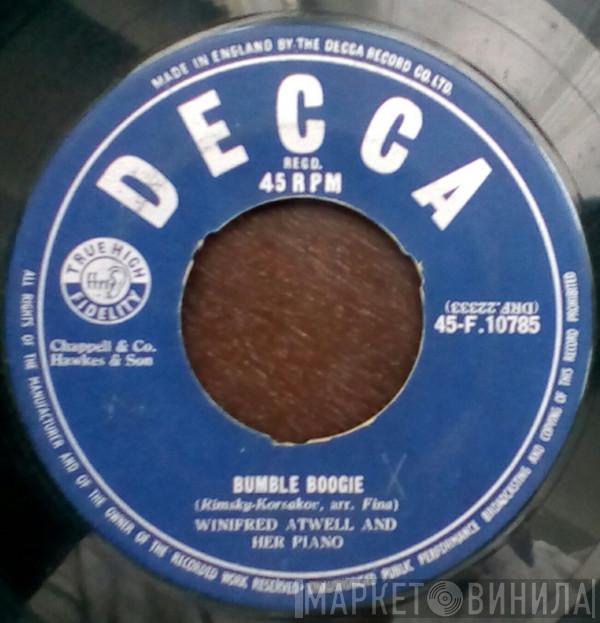 MADE IN ENGLAND BY THE DECCA RECORD CO. LTD.
DECCA
REGD.
45 RPM
TRUE HIGH
ffrr
FIDELITY
Chappell & Co.
Hawkes & Son
(DRF.22333)
45-F.10785
BUMBLE BOOGIE
(Rimsky-Korsakov, arr. Fina)
WINIFRED ATWELL AND
HER PIANO
ALL RIGHTS OF THE MANUFACTURER AND OF THE OWNER OF THE RECORDED WORK RESERVED. UNAUTHORISED PUBLIC PERFORMANCE BROADCASTING AND COPYING OF THIS RECORD PROHIBITED
МАРКЕТ ВИНИЛА